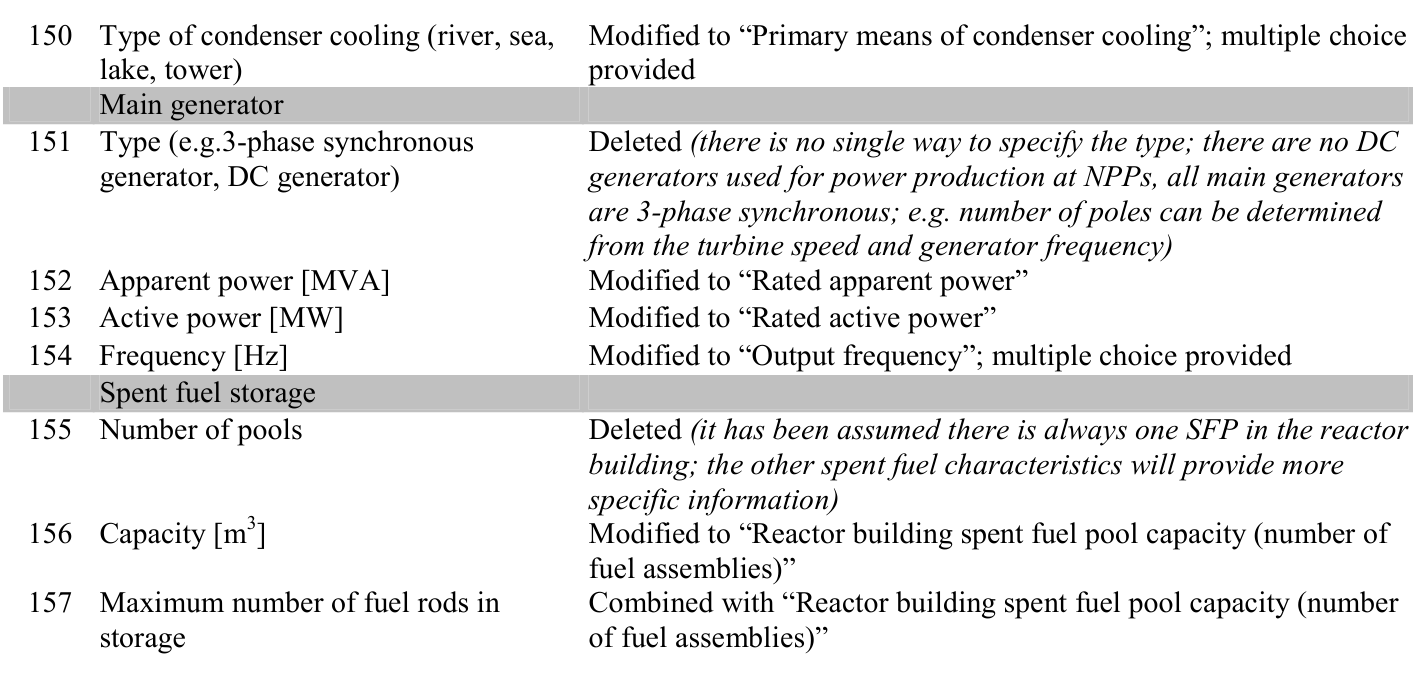 150 Type of condenser cooling (river, sea, Modified to “Primary means of condenser cooling”; multiple choice
lake, tower) provided
Main generator
151 Type (e.g.3-phase synchronous Deleted (there is no single way to specify the type; there are no DC
generator, DC generator) generators used for power production at NPPs, all main generators
are 3-phase synchronous; e.g. number of poles can be determined
from the turbine speed and generator frequency)
152 Apparent power [MVA] Modified to “Rated apparent power”
153 Active power [MW] Modified to “Rated active power”
154 Frequency [Hz] Modified to “Output frequency”; multiple choice provided
Spent fuel storage
155 Number of pools Deleted (it has been assumed there is always one SFP in the reactor
building; the other spent fuel characteristics will provide more
specific information)
156 Capacity [m³] Modified to “Reactor building spent fuel pool capacity (number of
fuel assemblies)”
157 Maximum number of fuel rods in Combined with “Reactor building spent fuel pool capacity (number
storage of fuel assemblies)”